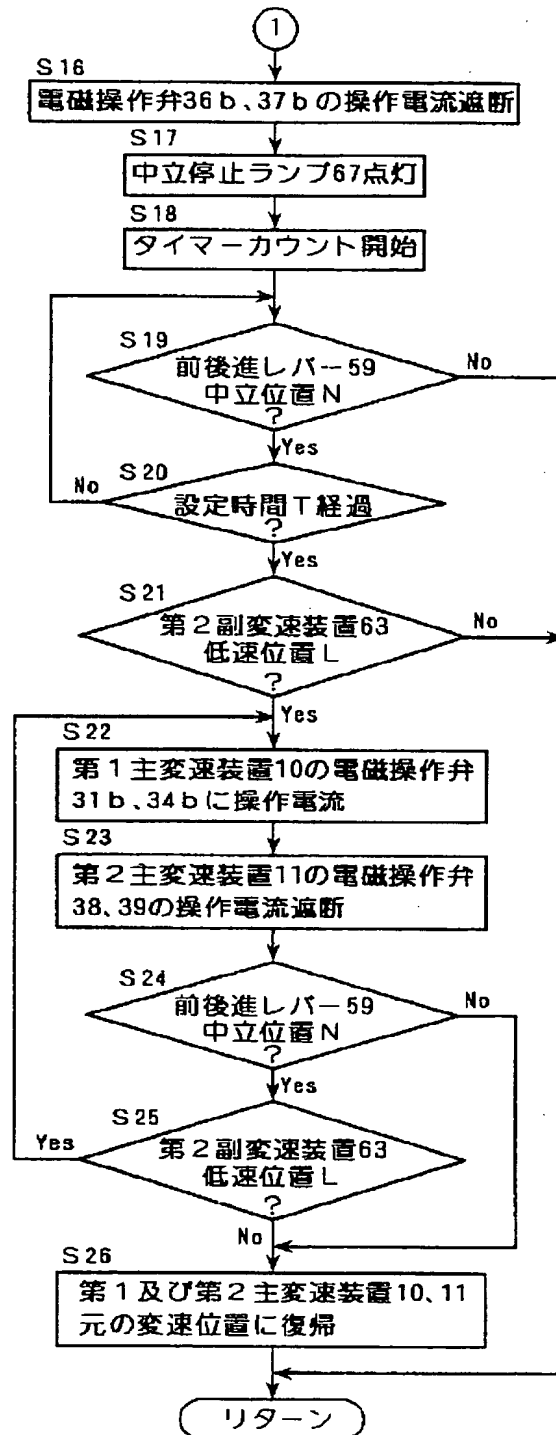 1
S16
電磁操作弁36b、37bの操作電流遮断
S17
中立停止ランプ67点灯
S18
タイマーカウント開始
S19
前後進レバー59
中立位置N
?
No
Yes
S20
設定時間T経過
?
No
Yes
S21
第2副変速装置63
低速位置L
?
No
Yes
S22
第1主変速装置10の電磁操作弁
31b、34bに操作電流
S23
第2主変速装置11の電磁操作弁
38、39の操作電流遮断
S24
前後進レバー59
中立位置N
?
No
Yes
S25
第2副変速装置63
低速位置L
?
Yes
No
S26
第1及び第2主変速装置10、11
元の変速位置に復帰
リターン